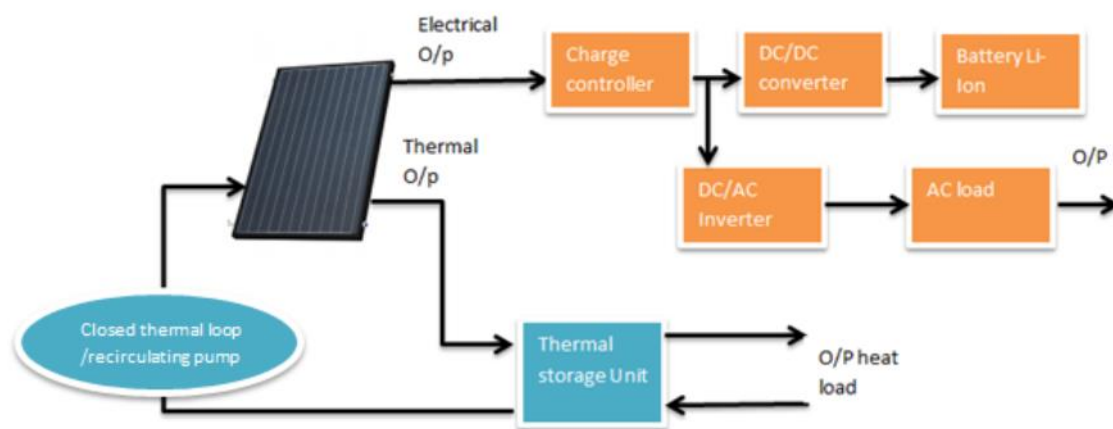 Electrical
O/p
Charge
controller
DC/DC
converter
Battery Li-
Ion
Thermal
O/p
DC/AC
Inverter
AC load
O/P
Closed thermal loop
/recirculating pump
Thermal
storage Unit
O/P heat
load